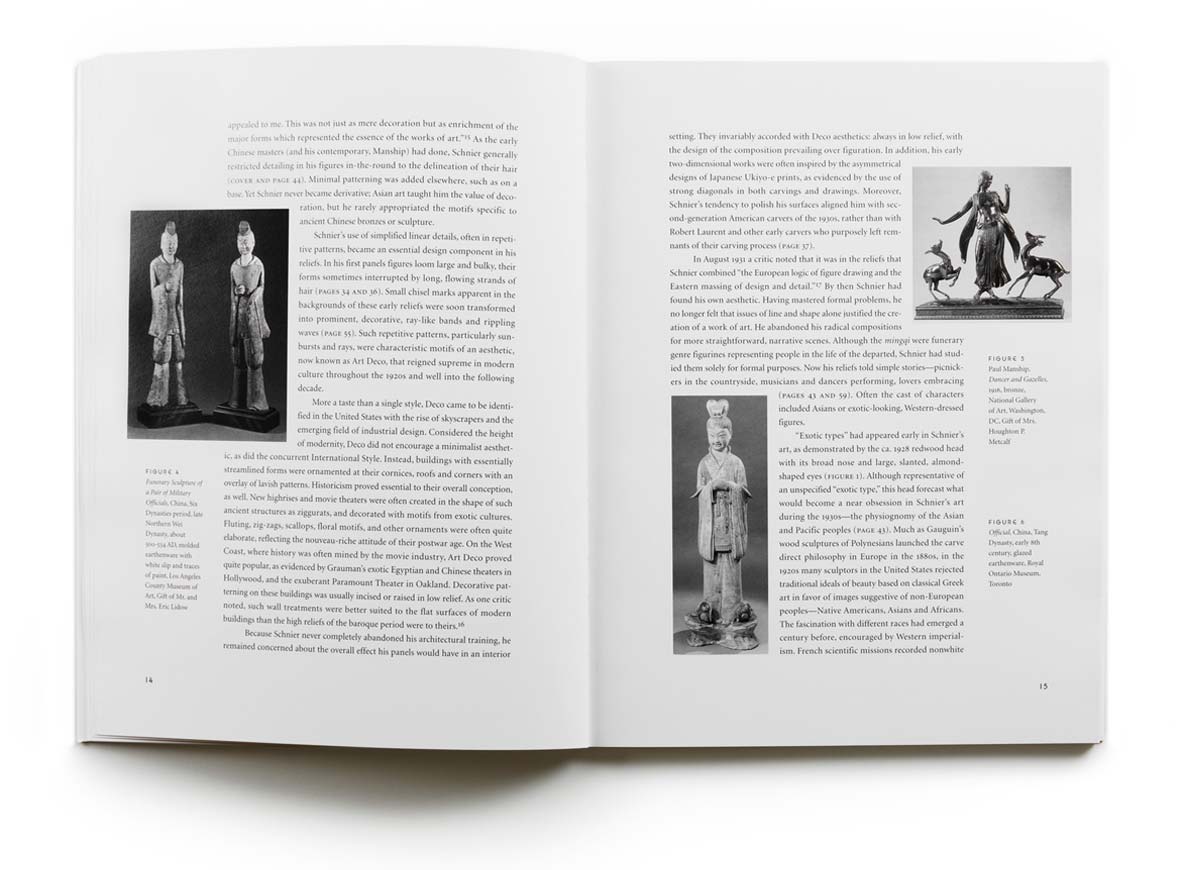 appealed to me. This was not just as mere decoration but as enrichment of the
major forms which represented the essence of the works of art."15 As the early
Chinese masters (and his contemporary, Manship) had done, Schnier generally
restricted detailing in his figures in-the-round to the delineation of their hair
(COVER AND PAGE 44). Minimal patterning was added elsewhere, such as on a
base. Yet Schnier never became derivative; Asian art taught him the value of deco-
ration, but he rarely appropriated the motifs specific to
ancient Chinese bronzes or sculpture.
Schnier's use of simplified linear details, often in repeti-
tive patterns, became an essential design component in his
reliefs. In his first panels figures loom large and bulky, their
forms sometimes interrupted by long, flowing strands of
hair (PAGES 34 AND 36). Small chisel marks apparent in the
backgrounds of these early reliefs were soon transformed
into prominent, decorative, ray-like bands and rippling
waves (PAGE 55). Such repetitive patterns, particularly sun-
bursts and rays, were characteristic motifs of an aesthetic,
now known as Art Deco, that reigned supreme in modern
culture throughout the 1920s and well into the following
decade.
More a taste than a single style, Deco came to be identi-
fied in the United States with the rise of skyscrapers and the
emerging field of industrial design. Considered the height
of modernity, Deco did not encourage a minimalist aesthet-
ic, as did the concurrent International Style. Instead, buildings with essentially
streamlined forms were ornamented at their cornices, roofs and corners with an
overlay of lavish patterns. Historicism proved essential to their overall conception,
as well. New highrises and movie theaters were often created in the shape of such
ancient structures as ziggurats, and decorated with motifs from exotic cultures.
Fluting, zig-zags, scallops, floral motifs, and other ornaments were often quite
elaborate, reflecting the nouveau-riche attitude of their postwar age. On the West
Coast, where history was often mined by the movie industry, Art Deco proved
quite popular, as evidenced by Grauman's exotic Egyptian and Chinese theaters in
Hollywood, and the exuberant Paramount Theater in Oakland. Decorative pat-
terning on these buildings was usually incised or raised in low relief. As one critic
noted, such wall treatments were better suited to the flat surfaces of modern
buildings than the high reliefs of the baroque period were to theirs.16
Because Schnier never completely abandoned his architectural training, he
remained concerned about the overall effect his panels would have in an interior
FIGURE 4
Funerary Sculpture of
a Pair of Military
Officials, China, Six
Dynasties period, late
Northern Wei
Dynasty, about
500-534 AD, molded
earthenware with
white slip and traces
of paint, Los Angeles
County Museum of
Art, Gift of Mr. and
Mrs. Eric Lidow
14
setting. They invariably accorded with Deco aesthetics: always in low relief, with
the design of the composition prevailing over figuration. In addition, his early
two-dimensional works were often inspired by the asymmetrical
designs of Japanese Ukiyo-e prints, as evidenced by the use of
strong diagonals in both carvings and drawings. Moreover,
Schnier's tendency to polish his surfaces aligned him with sec-
ond-generation American carvers of the 1930s, rather than with
Robert Laurent and other early carvers who purposely left rem-
nants of their carving process (PAGE 37).
In August 1931 a critic noted that it was in the reliefs that
Schnier combined "the European logic of figure drawing and the
Eastern massing of design and detail."17 By then Schnier had
found his own aesthetic. Having mastered formal problems, he
no longer felt that issues of line and shape alone justified the cre-
ation of a work of art. He abandoned his radical compositions
for more straightforward, narrative scenes. Although the mingqi were funerary
genre figurines representing people in the life of the departed, Schnier had stud-
ied them solely for formal purposes. Now his reliefs told simple stories—picnick-
ers in the countryside, musicians and dancers performing, lovers embracing
(PAGES 43 AND 59). Often the cast of characters
included Asians or exotic-looking, Western-dressed
figures.
"Exotic types" had appeared early in Schnier's
art, as demonstrated by the ca. 1928 redwood head
with its broad nose and large, slanted, almond-
shaped eyes (FIGURE 1). Although representative of
an unspecified "exotic type," this head forecast what
would become a near obsession in Schnier's art
during the 1930s—the physiognomy of the Asian
and Pacific peoples (PAGE 43). Much as Gauguin's
wood sculptures of Polynesians launched the carve
direct philosophy in Europe in the 1880s, in the
1920s many sculptors in the United States rejected
traditional ideals of beauty based on classical Greek
art in favor of images suggestive of non-European
peoples—Native Americans, Asians and Africans.
The fascination with different races had emerged a
century before, encouraged by Western imperial-
ism. French scientific missions recorded nonwhite
FIGURE 5
Paul Manship,
Dancer and Gazelles,
1916, bronze,
National Gallery
of Art, Washington,
DC, Gift of Mrs.
Houghton P.
Metcalf
FIGURE 6
Official, China, Tang
Dynasty, early 8th
century, glazed
earthenware, Royal
Ontario Museum,
Toronto
15